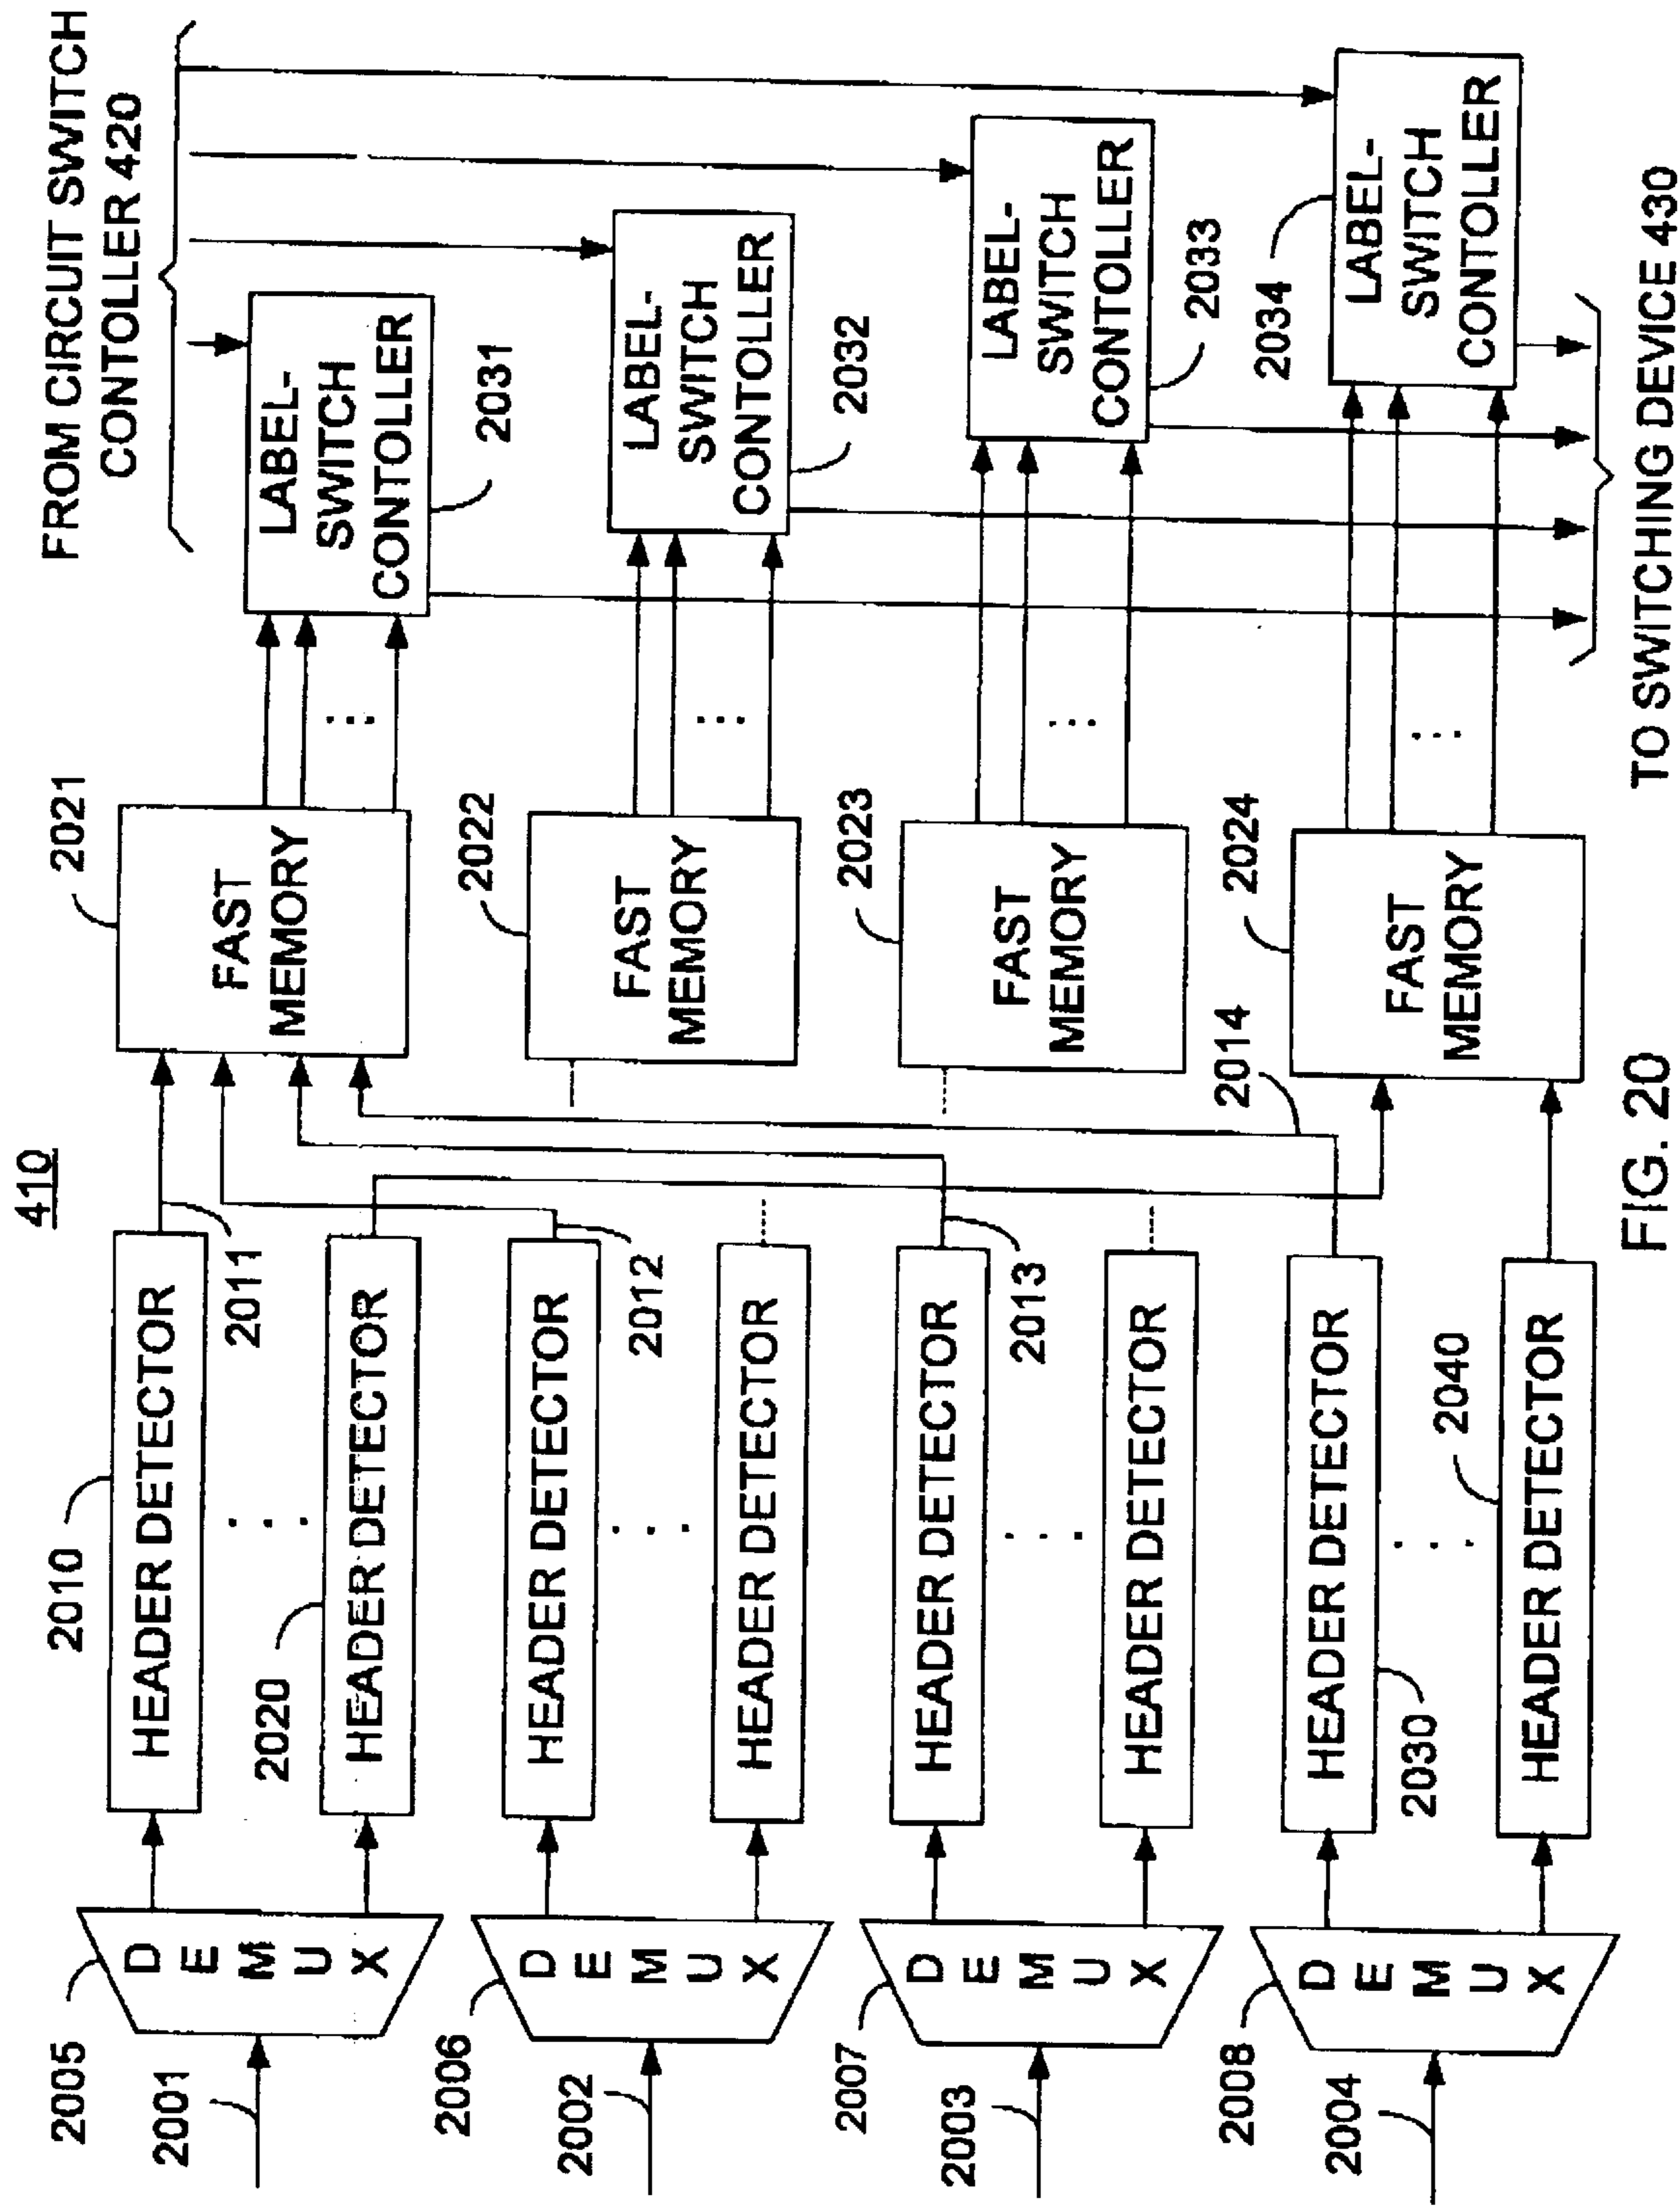 410
FROM CIRCUIT SWITCH
CONTOLLER 420
2001
2005
D E M U X
2010
HEADER DETECTOR
2011
2020
HEADER DETECTOR
. . .
2021
FAST
MEMORY
...
LABEL-
SWITCH
CONTOLLER
2031
2002
2006
D E M U X
HEADER DETECTOR
2012
. . .
HEADER DETECTOR
2022
FAST
MEMORY
...
LABEL-
SWITCH
CONTOLLER
2032
2003
2007
D E M U X
HEADER DETECTOR
2013
. . .
HEADER DETECTOR
2023
FAST
MEMORY
...
LABEL-
SWITCH
CONTOLLER
2033
2004
2008
D E M U X
HEADER DETECTOR
2030
2014
. . .
2040
HEADER DETECTOR
2024
FAST
MEMORY
...
2034
LABEL-
SWITCH
CONTOLLER
TO SWITCHING DEVICE 430
FIG. 20